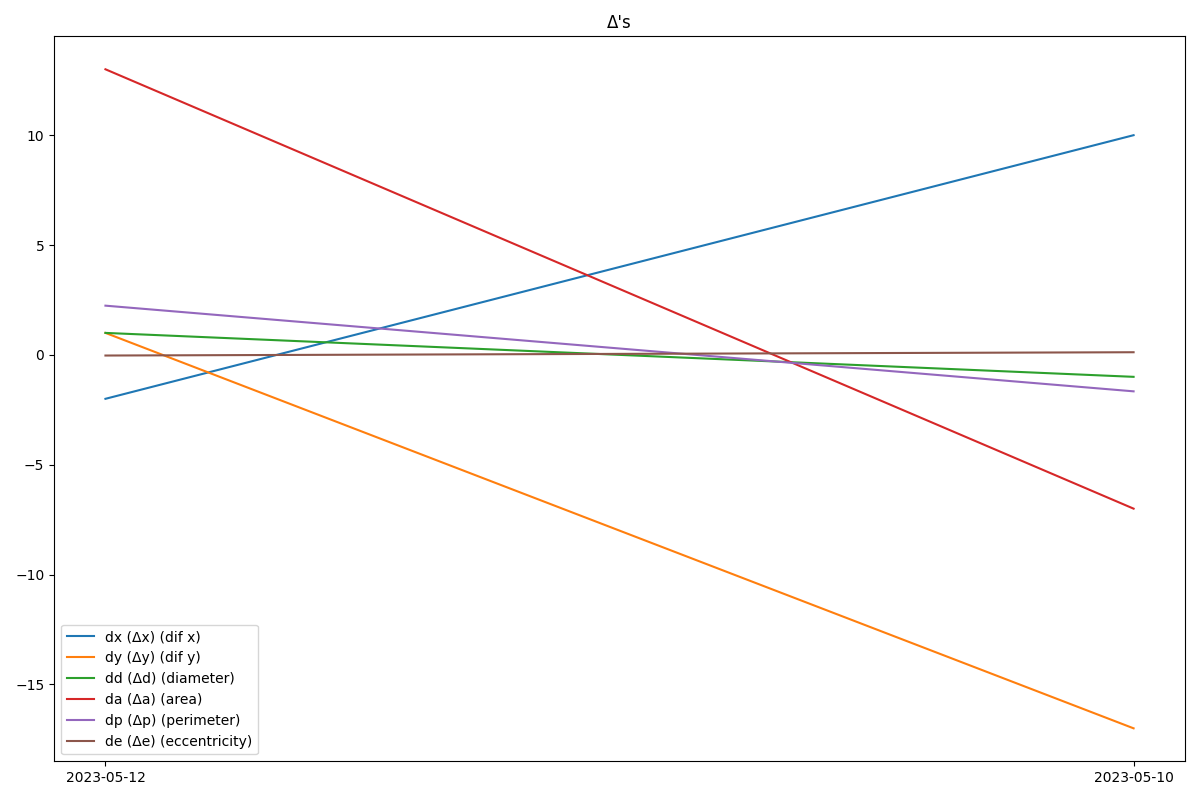 Δ's
10
5
0
−5
−10
−15
dx (Δx) (dif x)
dy (Δy) (dif y)
dd (Δd) (diameter)
da (Δa) (area)
dp (Δp) (perimeter)
de (Δe) (eccentricity)
2023-05-12
2023-05-10